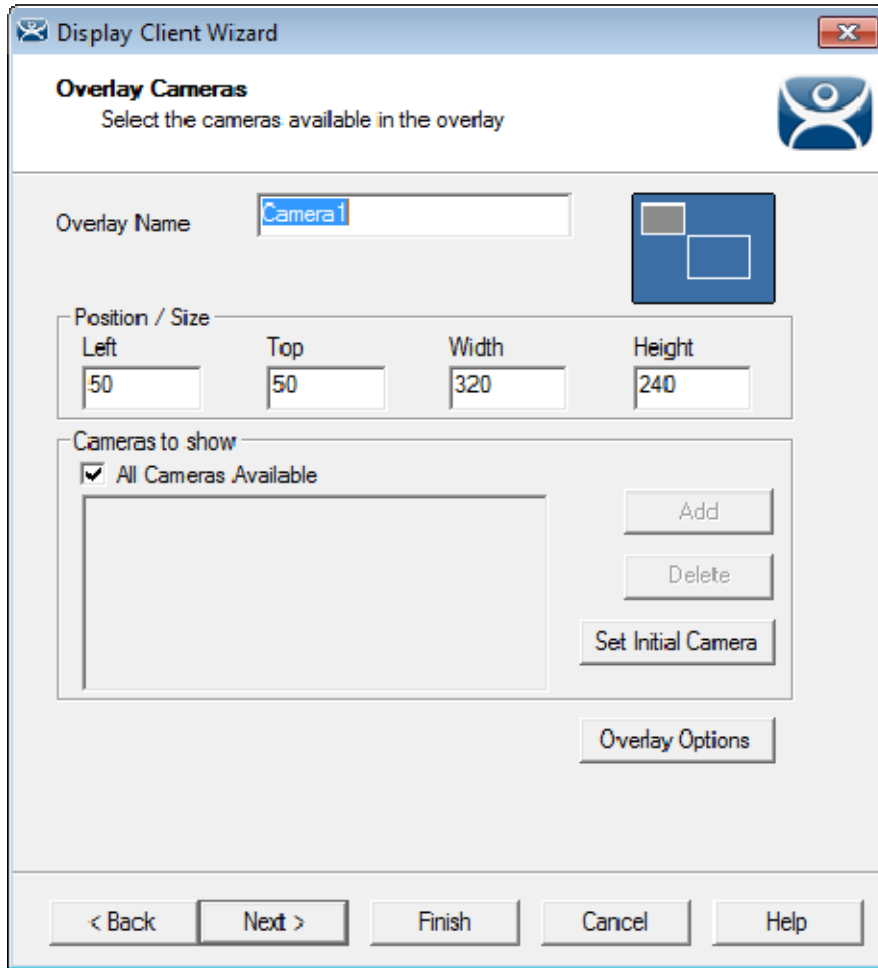 Display Client Wizard
Overlay Cameras
Select the cameras available in the overlay
Overlay Name
Camera1
Position / Size
Left Top Width Height
50 50 320 240
Cameras to show
All Cameras Available
Add
Delete
Set Initial Camera
Overlay Options
< Back Next > Finish Cancel Help